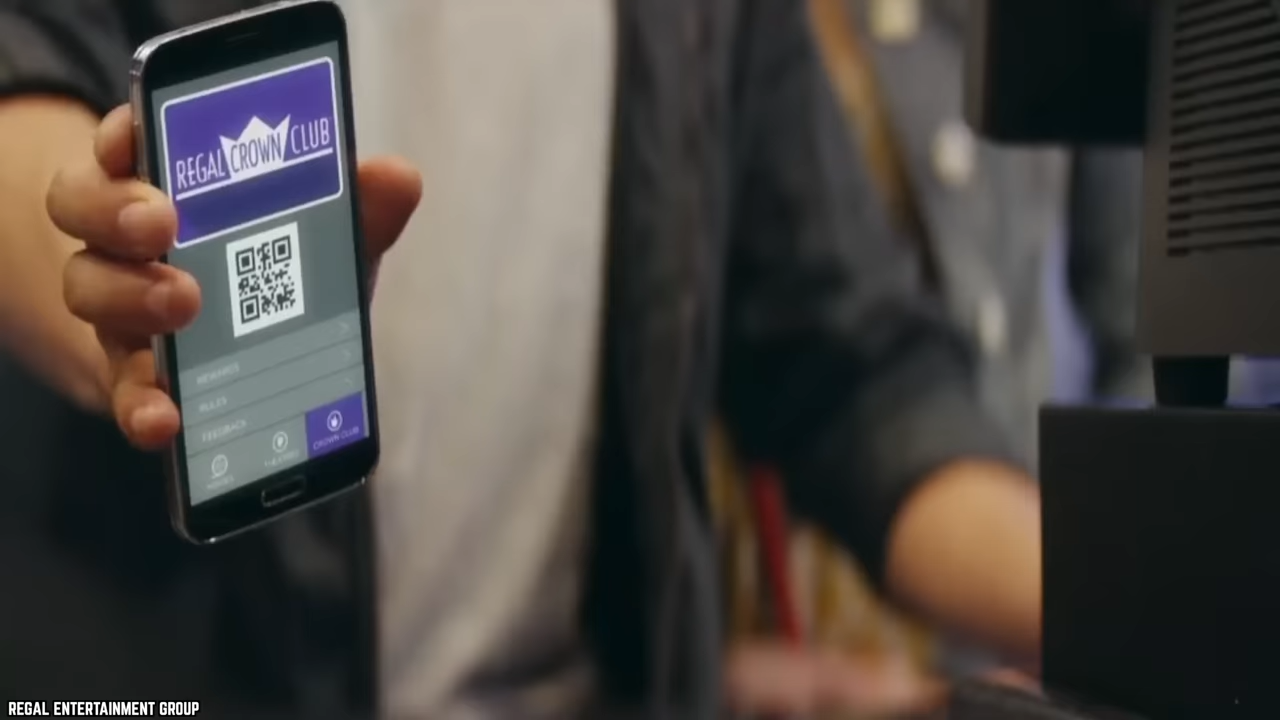 REGAL CROWN CLUB
REWARDS
RULES
FEEDBACK
CROWN CLUB
REGAL ENTERTAINMENT GROUP